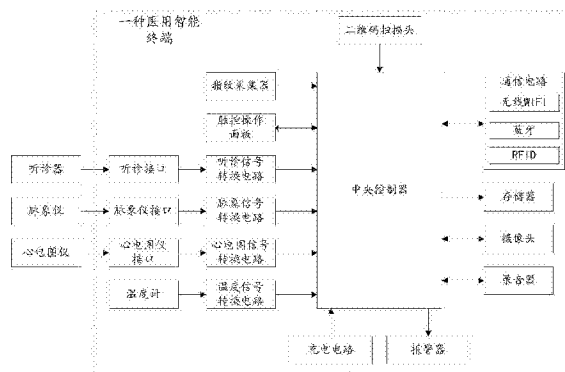 一种医用智能
终端
二维码扫描头
指纹采集器
通信电路
无线WIFI
蓝牙
RFID
触控操作
面板
听诊器
听诊接口
听诊信号
转换电路
中央控制器
存储器
脉象仪
脉象仪接口
脉象信号
转换电路
摄像头
心电图仪
心电图仪
接口
心电图信号
转换电路
录音器
温度计
温度信号
转换电路
充电电路
报警器